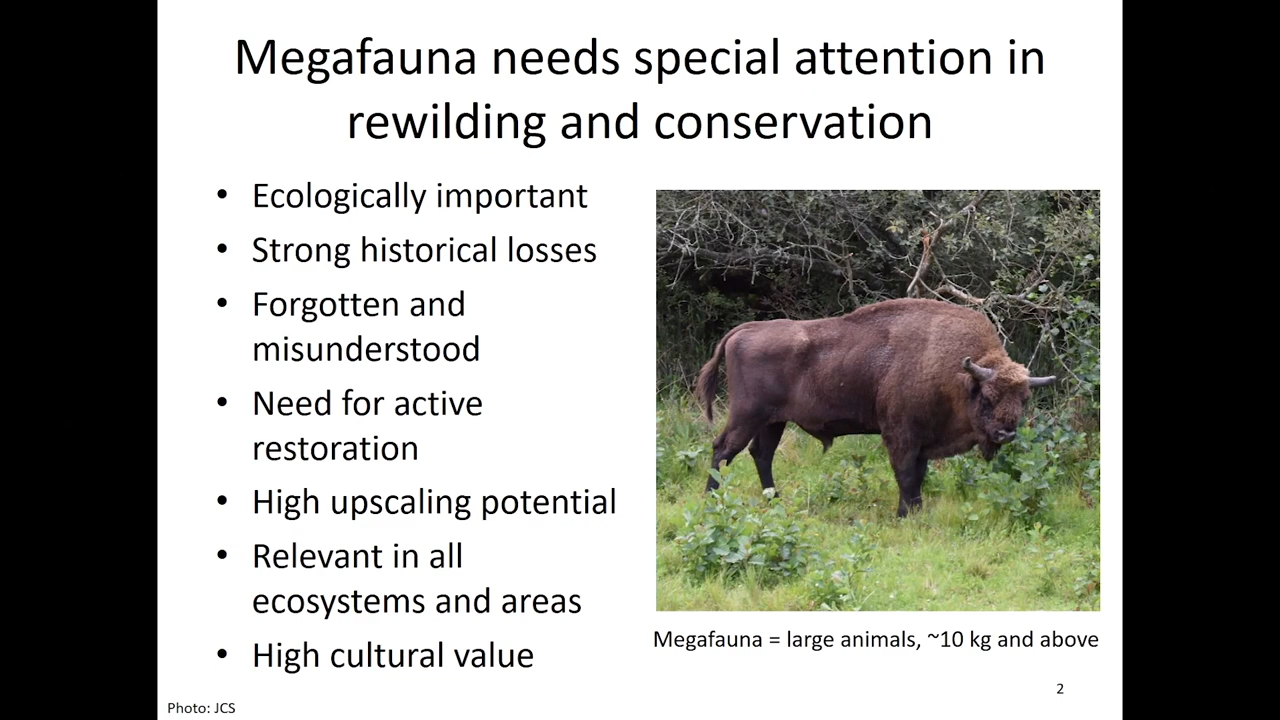 Megafauna needs special attention in
rewilding and conservation
• Ecologically important
• Strong historical losses
• Forgotten and
misunderstood
• Need for active
restoration
• High upscaling potential
• Relevant in all
ecosystems and areas
• High cultural value
Megafauna = large animals, ~10 kg and above
2
Photo: JCS